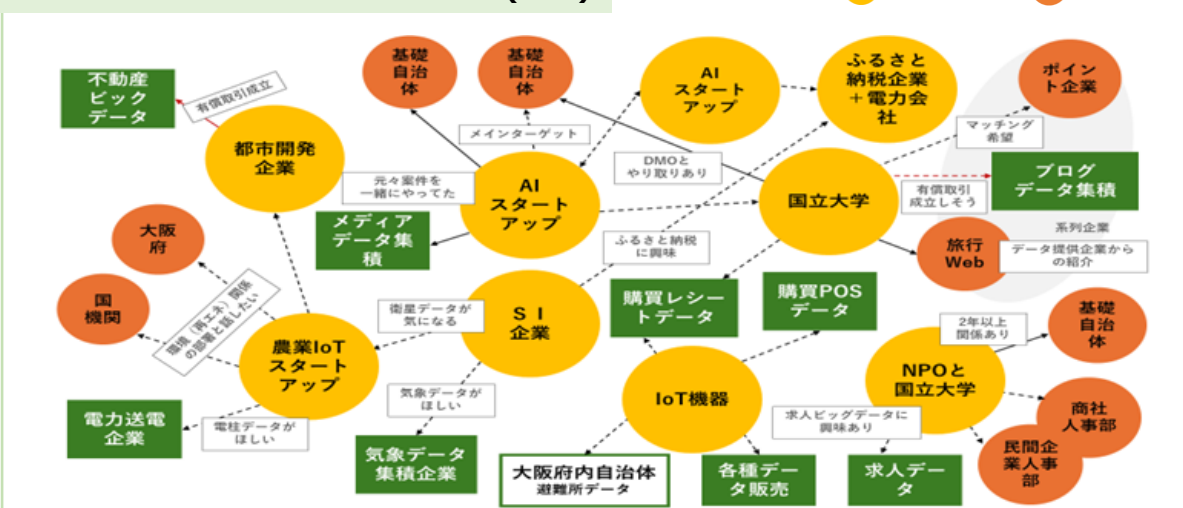 不動産
ビック
データ
有償取引成立
都市開発
企業
基礎
自治
体
基礎
自治
体
メインターゲット
AI
スタート
アップ
ふるさと
納税企業
＋電力会
社
ポイン
ト企業
マッチング
希望
元々案件を
一緒にやってた
AI
スタート
アップ
DMOと
やり取りあり
国立大学
有償取引
成立しそう
ブログ
データ集積
系列企業
メディア
データ集
積
大阪
府
国
機関
環境（再エネ）関係
の部署と話したい
ふるさと納税
に興味
旅行
Web
データ提供企業から
の紹介
衛星データが
気になる
ＳＩ
企業
購買レシー
トデータ
購買POS
データ
農業IoT
スタート
アップ
2年以上
関係あり
基礎
自治
体
電力送電
企業
電柱データが
ほしい
気象データが
ほしい
IoT機器
NPOと
国立大学
求人ビッグデータに
興味あり
商社
人事部
民間企
業人事
部
気象データ
集積企業
大阪府内自治体
避難所データ
各種デー
タ販売
求人デー
タ